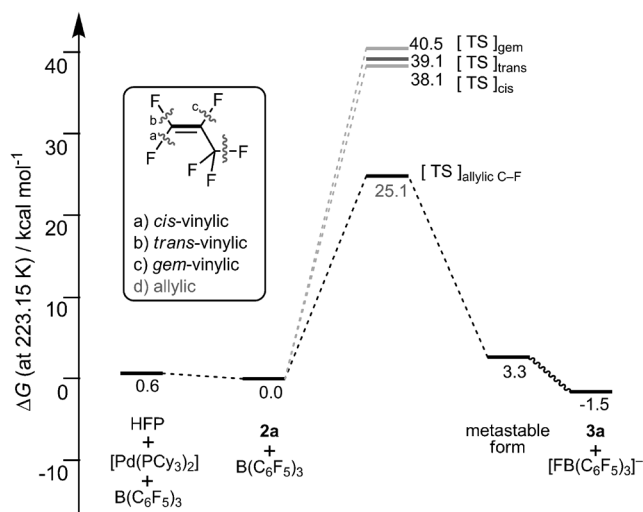 ΔG (at 223.15 K) / kcal mol⁻¹
40
30
20
10
0
-10
F
F
F
F
F
F
a
b
c
a) cis-vinylic
b) trans-vinylic
c) gem-vinylic
d) allylic
40.5 [ TS ]gem
39.1 [ TS ]trans
38.1 [ TS ]cis
[ TS ]allylic C–F
25.1
0.6
0.0
3.3
-1.5
HFP
+
[Pd(PCy₃)₂]
+
B(C₆F₅)₃
2a
+
B(C₆F₅)₃
metastable
form
3a
+
[FB(C₆F₅)₃]⁻